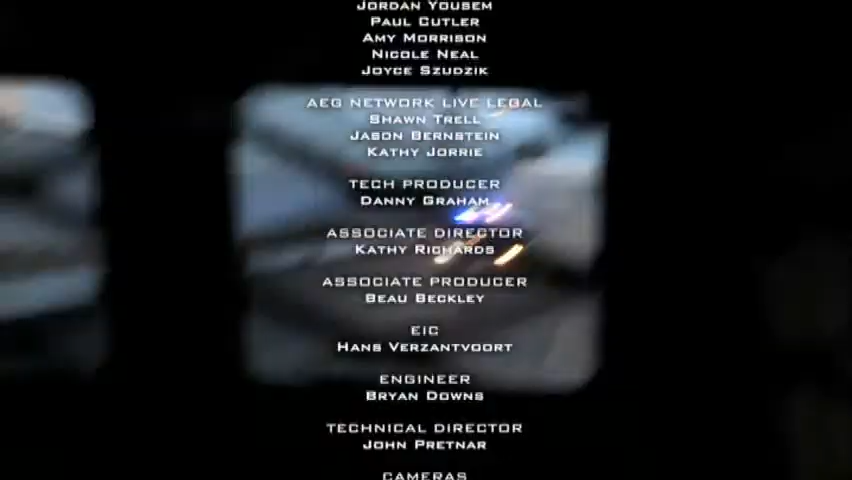 JORDAN YOUSEM
PAUL CUTLER
AMY MORRISON
NICOLE NEAL
JOYCE SZUDZIK
AEG NETWORK LIVE LEGAL
SHAWN TRELL
JASON BERNSTEIN
KATHY JORRIE
TECH PRODUCER
DANNY GRAHAM
ASSOCIATE DIRECTOR
KATHY RICHARDS
ASSOCIATE PRODUCER
BEAU BECKLEY
EIC
HANS VERZANTVOORT
ENGINEER
BRYAN DOWNS
TECHNICAL DIRECTOR
JOHN PRETNAR
CAMERAS